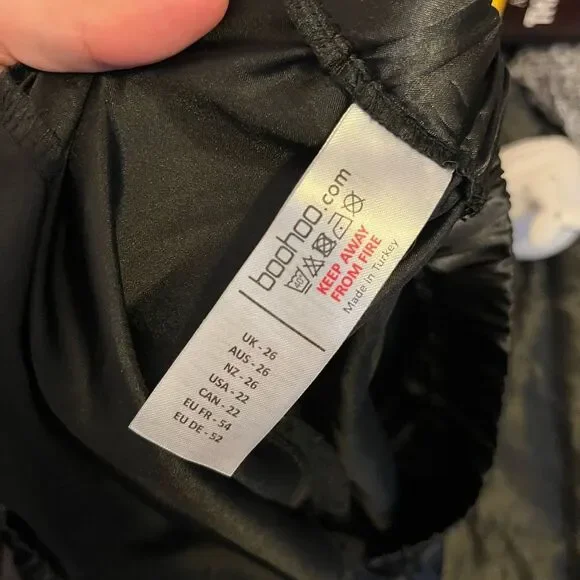 boohoo.com
40°
KEEP AWAY
FROM FIRE
Made in Turkey
UK - 26
AUS - 26
NZ - 26
USA - 22
CAN - 22
EU FR - 54
EU DE - 52